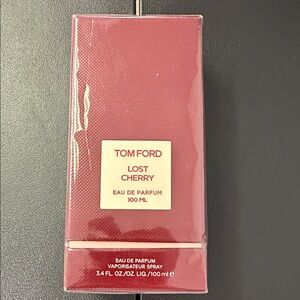 TOM FORD
LOST
CHERRY
EAU DE PARFUM
100 ML
EAU DE PARFUM
VAPORISATEUR SPRAY
3.4 FL. OZ./OZ. LIQ./100 ml ℮